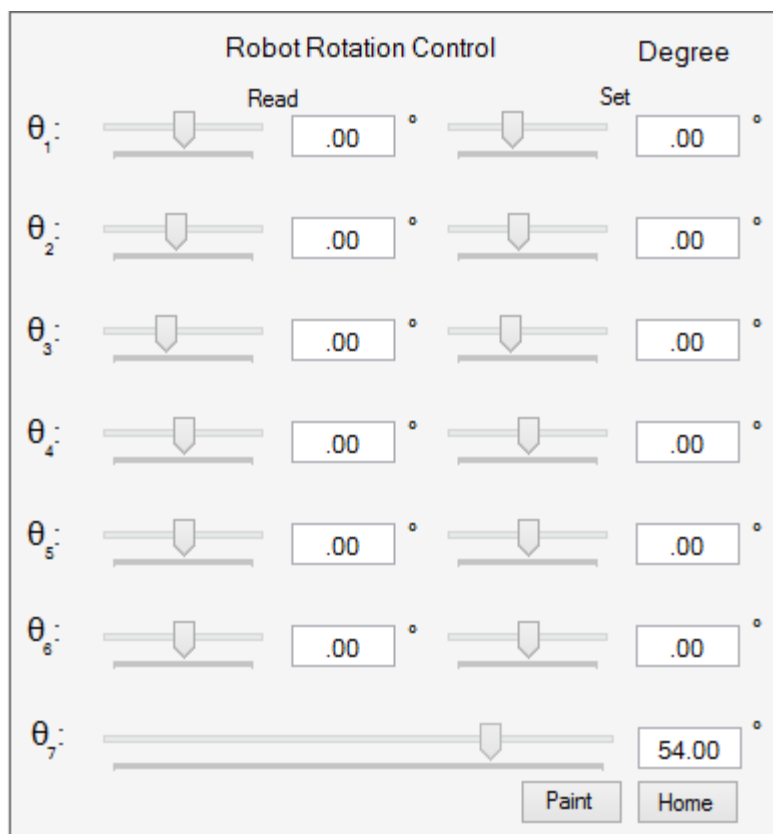 Robot Rotation Control Degree
Read Set
θ1: .00 ° .00 °
θ2: .00 ° .00 °
θ3: .00 ° .00 °
θ4: .00 ° .00 °
θ5: .00 ° .00 °
θ6: .00 ° .00 °
θ7: 54.00 °
Paint Home